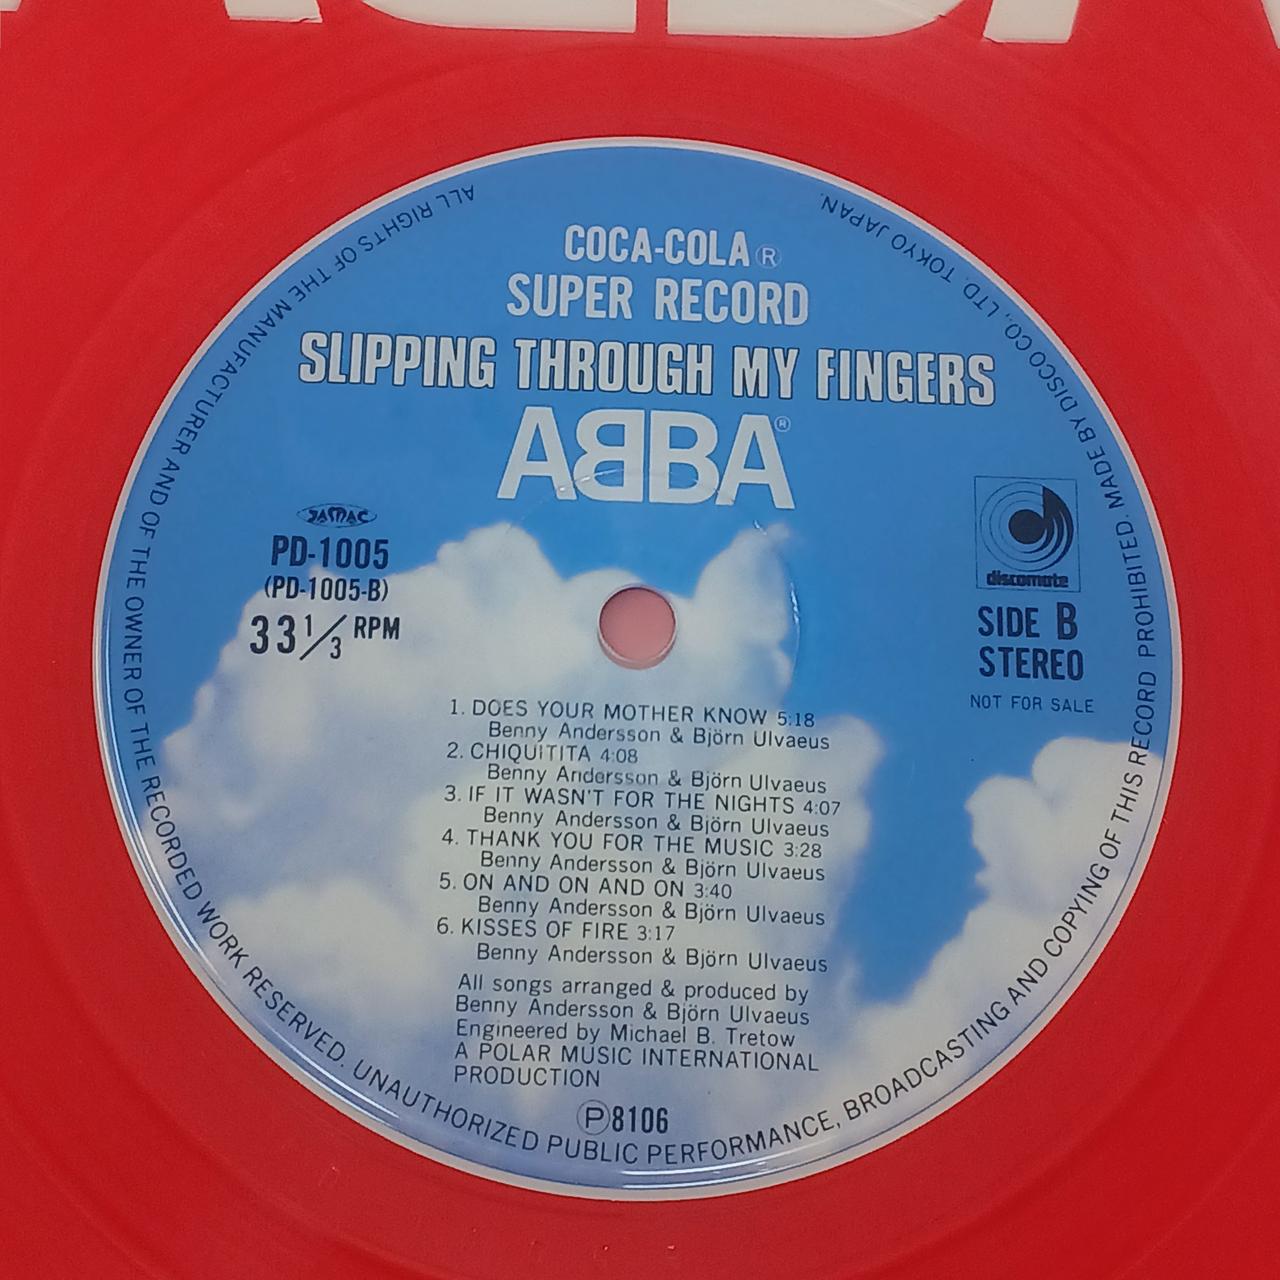 COCA-COLA®
SUPER RECORD
SLIPPING THROUGH MY FINGERS
ABBA®
JASRAC
PD-1005
(PD-1005-B)
33 1/3 RPM
discomate
SIDE B
STEREO
NOT FOR SALE
1. DOES YOUR MOTHER KNOW 5:18
Benny Andersson & Björn Ulvaeus
2. CHIQUITITA 4:08
Benny Andersson & Björn Ulvaeus
3. IF IT WASN'T FOR THE NIGHTS 4:07
Benny Andersson & Björn Ulvaeus
4. THANK YOU FOR THE MUSIC 3:28
Benny Andersson & Björn Ulvaeus
5. ON AND ON AND ON 3:40
Benny Andersson & Björn Ulvaeus
6. KISSES OF FIRE 3:17
Benny Andersson & Björn Ulvaeus
All songs arranged & produced by
Benny Andersson & Björn Ulvaeus
Engineered by Michael B. Tretow
A POLAR MUSIC INTERNATIONAL
PRODUCTION
Ⓟ8106
ALL RIGHTS OF THE MANUFACTURER AND OF THE OWNER OF THE RECORDED WORK RESERVED. UNAUTHORIZED PUBLIC PERFORMANCE, BROADCASTING AND COPYING OF THIS RECORD PROHIBITED. MADE BY DISCO CO., LTD. TOKYO JAPAN.